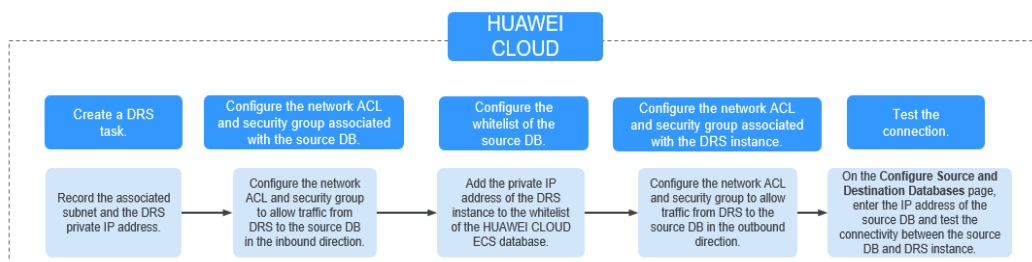 HUAWEI
CLOUD
Create a DRS
task.
Configure the network ACL
and security group associated
with the source DB.
Configure the
whitelist of the
source DB.
Configure the network ACL
and security group associated
with the DRS instance.
Test the
connection.
Record the associated
subnet and the DRS
private IP address.
Configure the network
ACL and security group
to allow traffic from
DRS to the source DB
in the inbound direction.
Add the private IP
address of the DRS
instance to the whitelist
of the HUAWEI CLOUD
ECS database.
Configure the network ACL
and security group to allow
traffic from DRS to the
source DB in the outbound
direction.
On the Configure Source and
Destination Databases page,
enter the IP address of the
source DB and test the
connectivity between the source
DB and DRS instance.